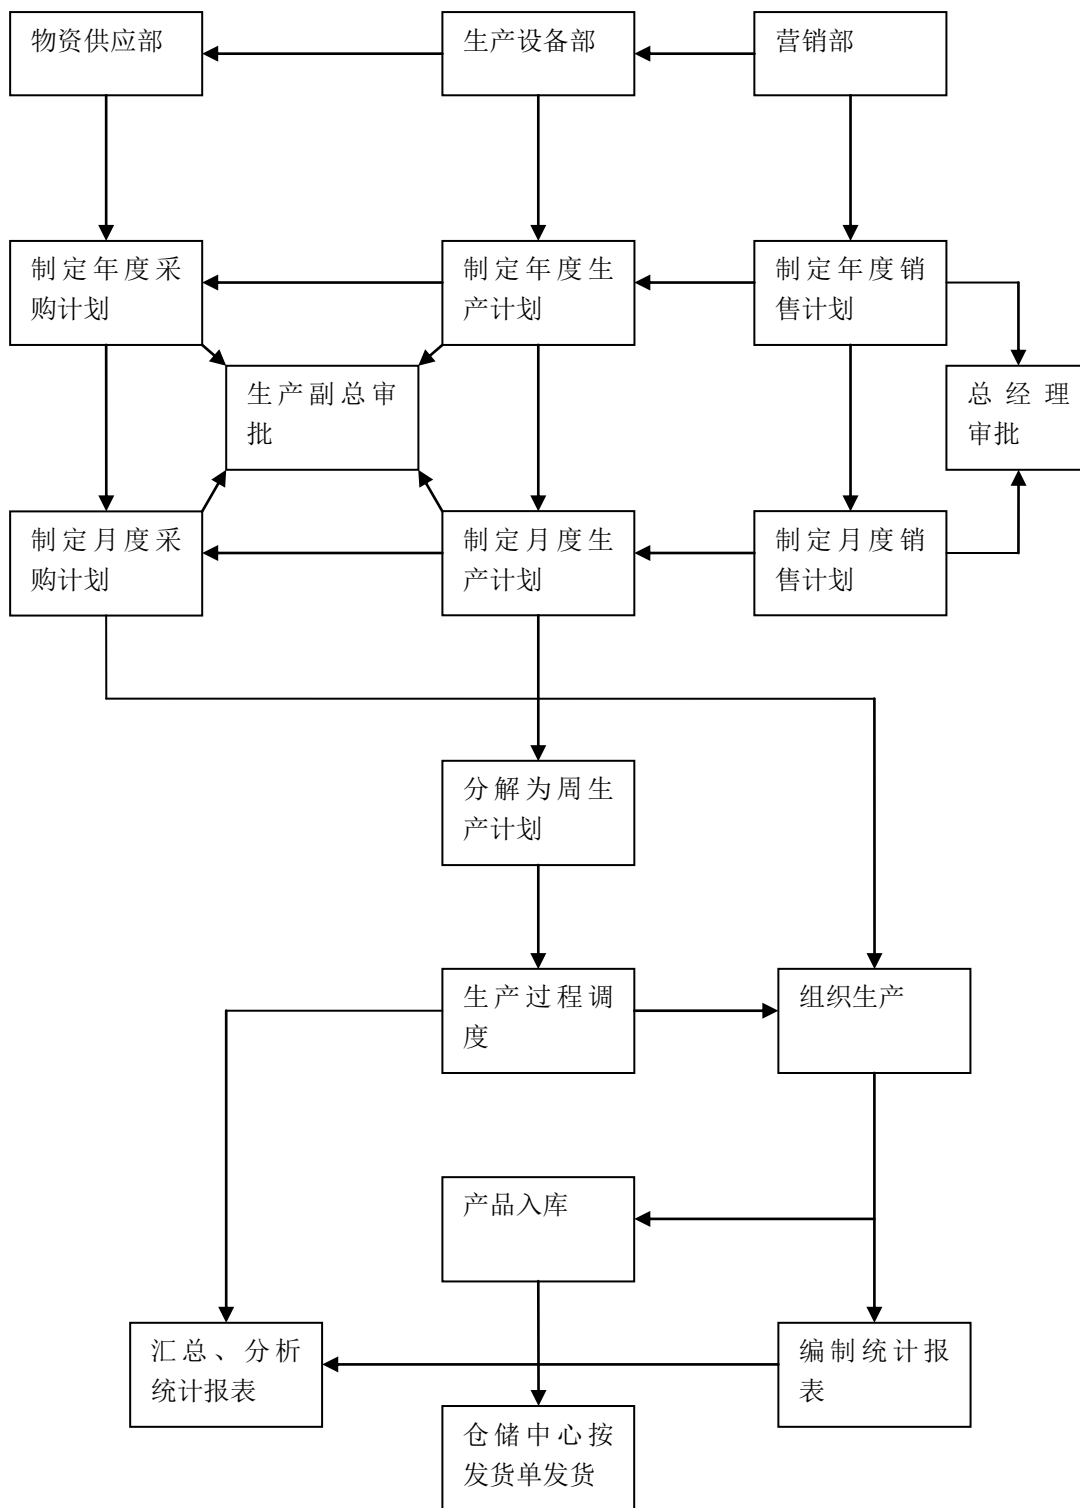 物资供应部
生产设备部
营销部
制定年度采
购计划
制定年度生
产计划
制定年度销
售计划
生产副总审
批
总经理
审批
制定月度采
购计划
制定月度生
产计划
制定月度销
售计划
分解为周生
产计划
生产过程调
度
组织生产
产品入库
汇总、分析
统计报表
编制统计报
表
仓储中心按
发货单发货